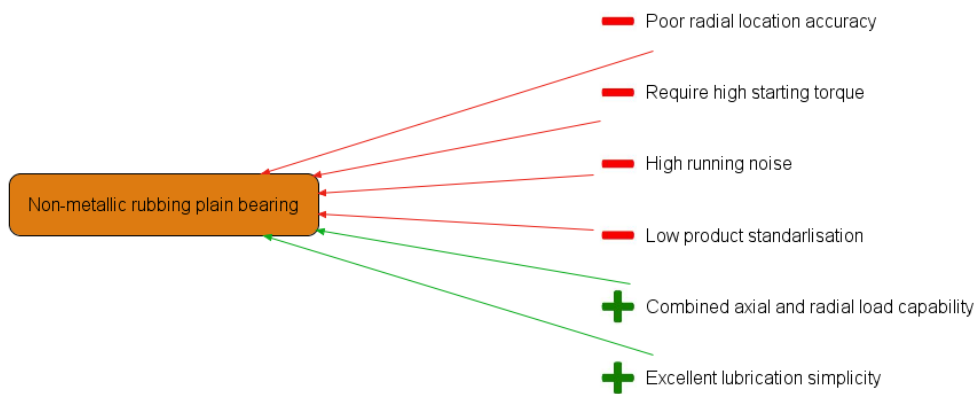 Poor radial location accuracy
Require high starting torque
High running noise
Non-metallic rubbing plain bearing
Low product standarlisation
Combined axial and radial load capability
Excellent lubrication simplicity